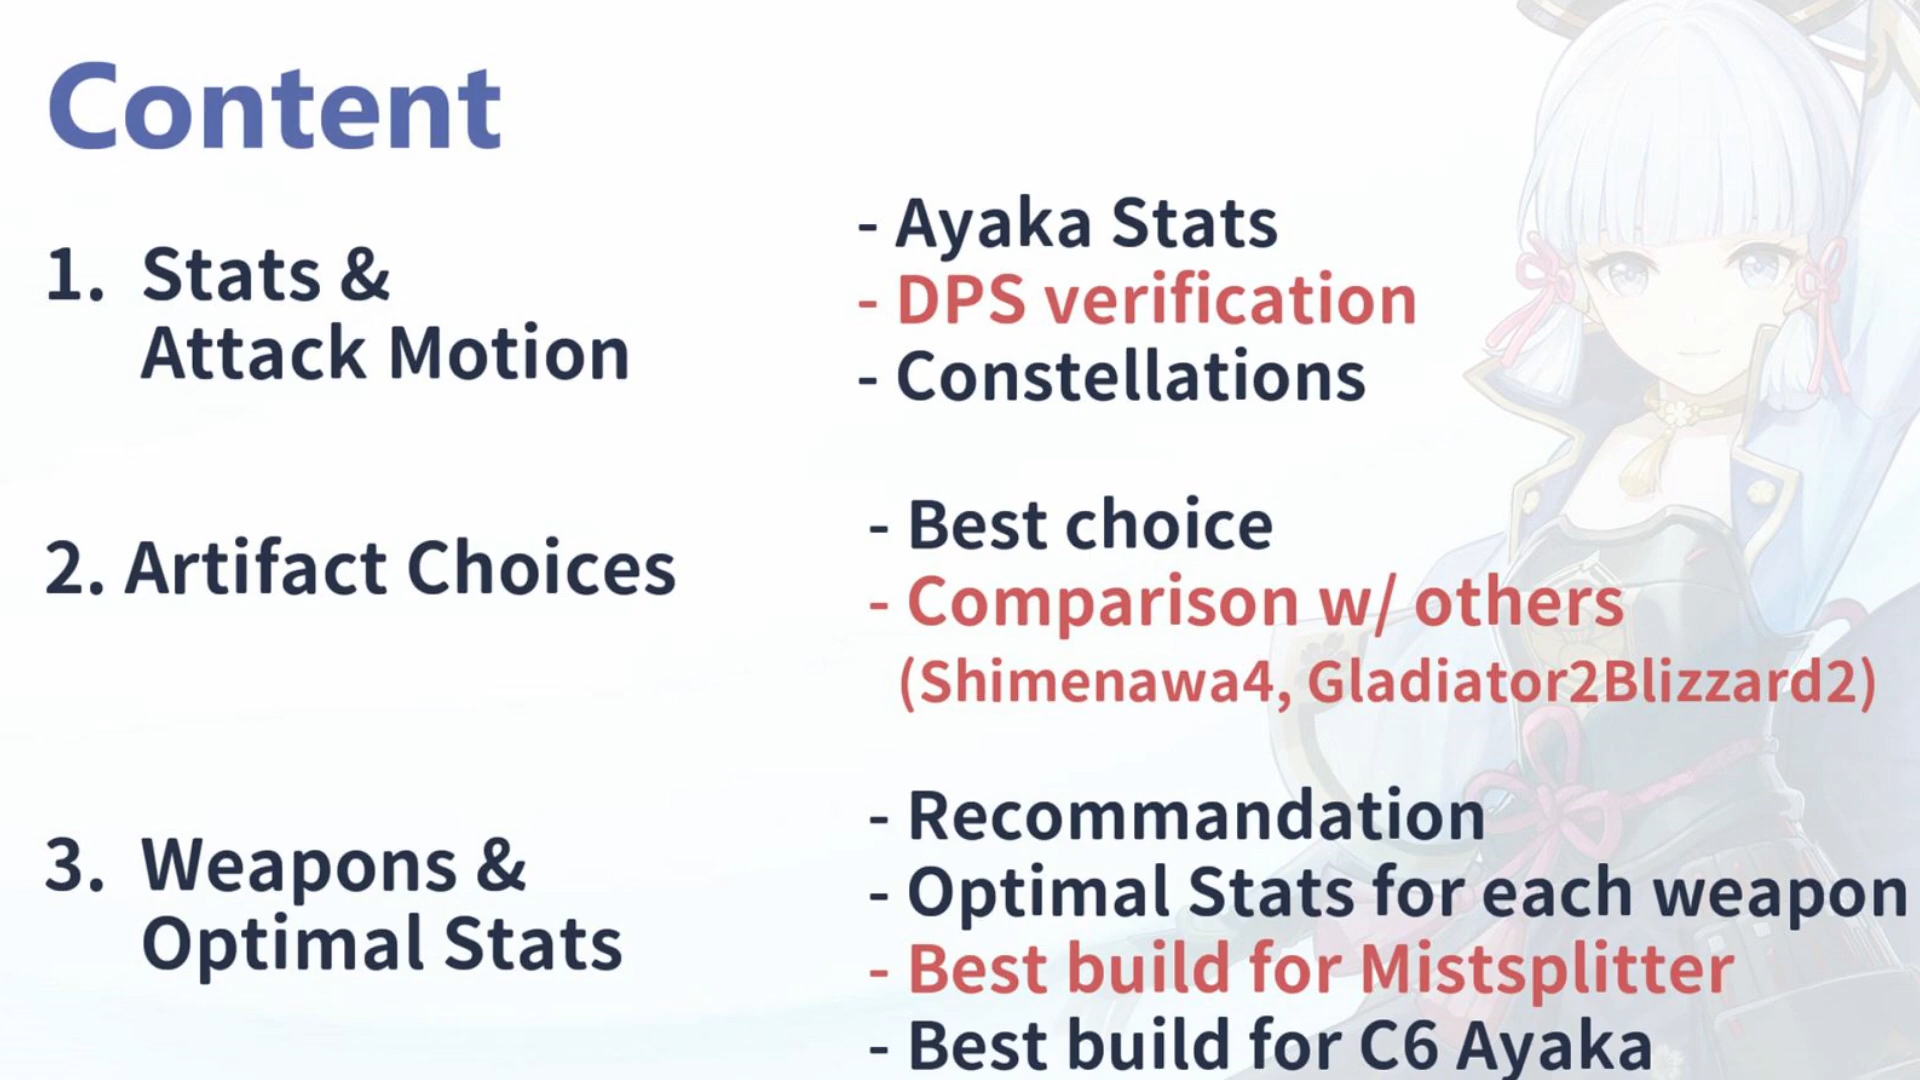 Content
1. Stats &
Attack Motion
- Ayaka Stats
- DPS verification
- Constellations
2. Artifact Choices
- Best choice
- Comparison w/ others
(Shimenawa4, Gladiator2Blizzard2)
3. Weapons &
Optimal Stats
- Recommandation
- Optimal Stats for each weapon
- Best build for Mistsplitter
- Best build for C6 Ayaka